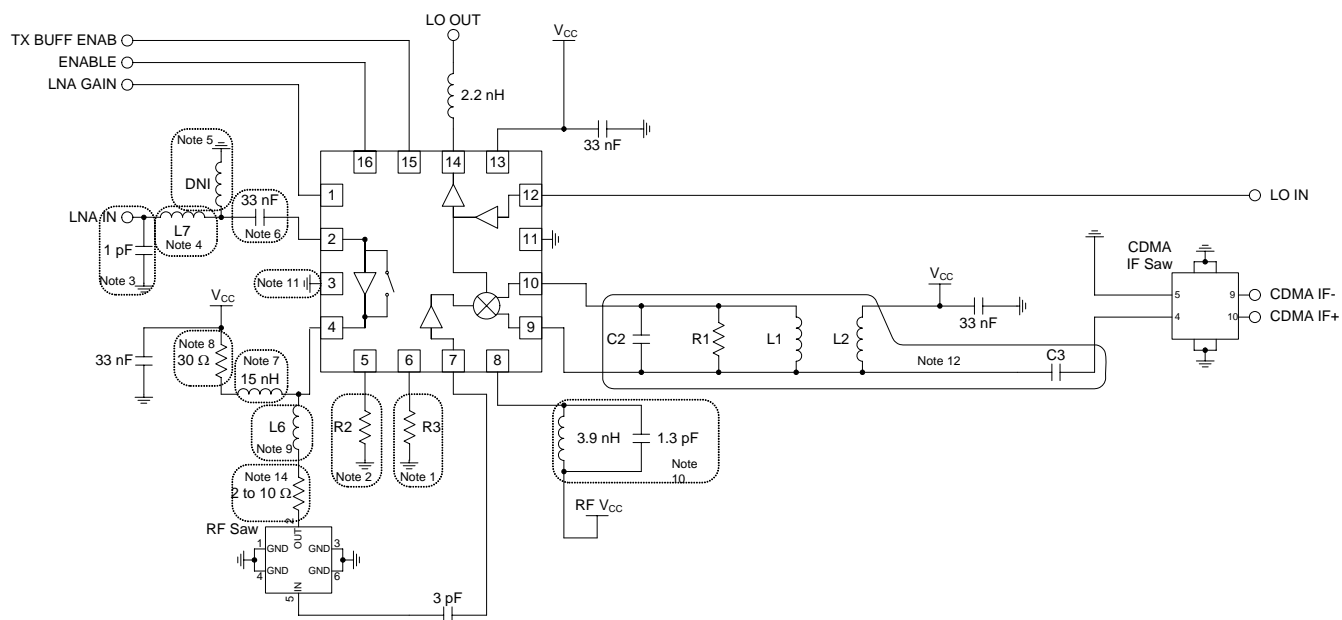 LO OUT
TX BUFF ENAB
ENABLE
LNA GAIN
VCC
2.2 nH
33 nF
Note 5
DNI
16
15
14
13
1
12
LO IN
LNA IN
L7
Note 4
33 nF
Note 6
2
11
1 pF
Note 3
Note 11
3
10
4
9
VCC
Note 8
30 Ω
33 nF
Note 7
15 nH
5
6
7
8
C2
R1
L1
L2
VCC
33 nF
Note 12
C3
CDMA
IF Saw
5
4
9
10
CDMA IF-
CDMA IF+
L6
Note 9
R2
Note 2
R3
Note 1
3.9 nH
1.3 pF
Note
10
RF VCC
Note 14
2 to 10 Ω
RF Saw
2
OUT
1
GND
GND
3
4
GND
GND
6
IN
5
3 pF